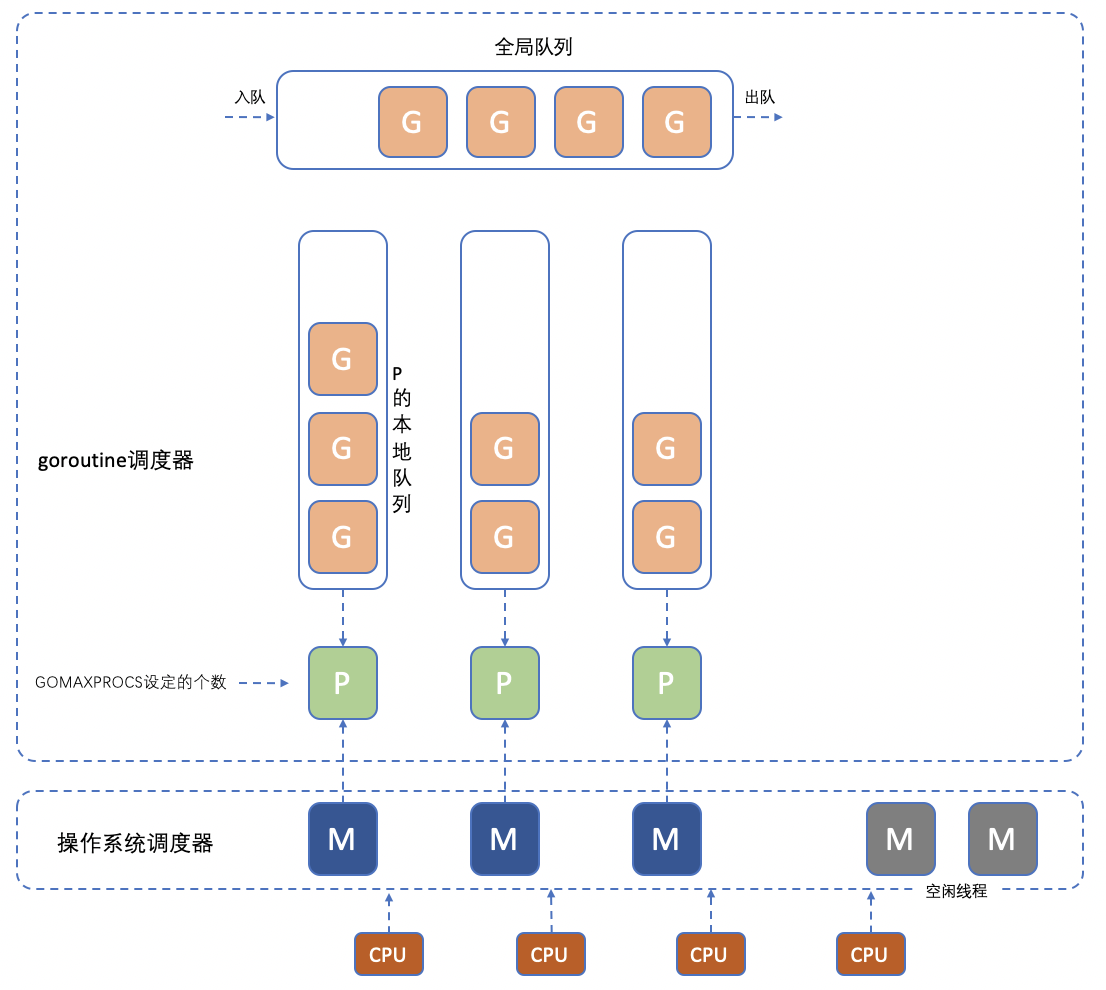 全局队列
入队
出队
G G G G
G
G G G
G G G
P的本地队列
goroutine调度器
GOMAXPROCS设定的个数
P P P
操作系统调度器
M M M M M
空闲线程
CPU CPU CPU CPU